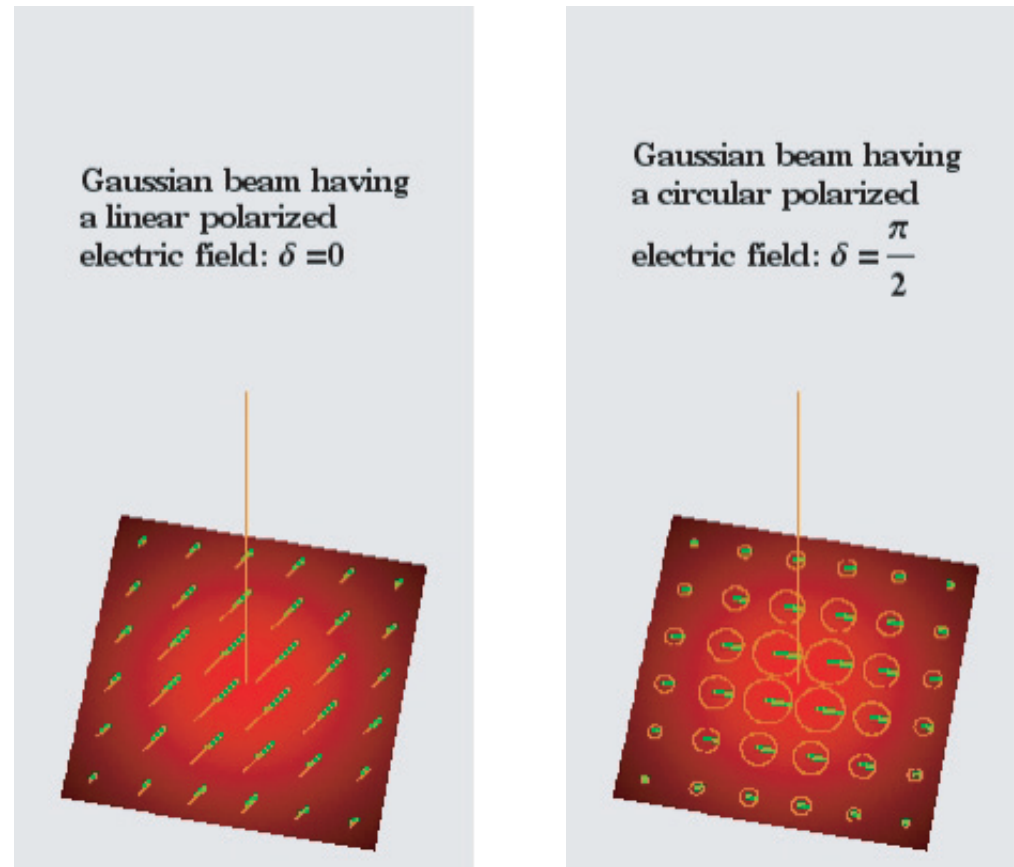 Gaussian beam having
a linear polarized
electric field: δ =0
Gaussian beam having
a circular polarized
electric field: δ = π/2